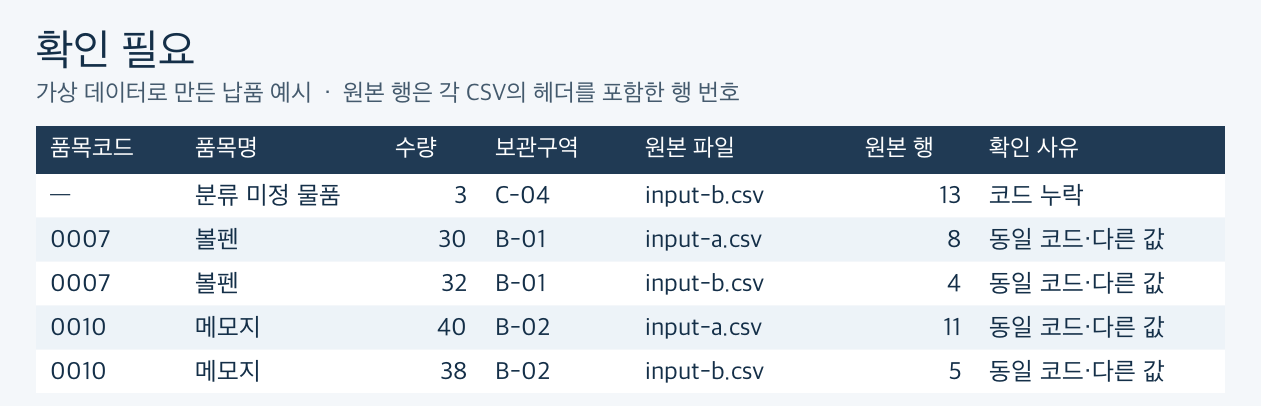 확인 필요
가상 데이터로 만든 납품 예시 · 원본 행은 각 CSV의 헤더를 포함한 행 번호
품목코드 품목명 수량 보관구역 원본 파일 원본 행 확인 사유
— 분류 미정 물품 3 C-04 input-b.csv 13 코드 누락
0007 볼펜 30 B-01 input-a.csv 8 동일 코드·다른 값
0007 볼펜 32 B-01 input-b.csv 4 동일 코드·다른 값
0010 메모지 40 B-02 input-a.csv 11 동일 코드·다른 값
0010 메모지 38 B-02 input-b.csv 5 동일 코드·다른 값